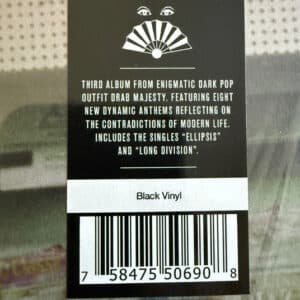 THIRD ALBUM FROM ENIGMATIC DARK POP
OUTFIT DRAB MAJESTY. FEATURING EIGHT
NEW DYNAMIC ANTHEMS REFLECTING ON
THE CONTRADICTIONS OF MODERN LIFE.
INCLUDES THE SINGLES "ELLIPSIS"
AND "LONG DIVISION".
Black Vinyl
7 58475 50690 8